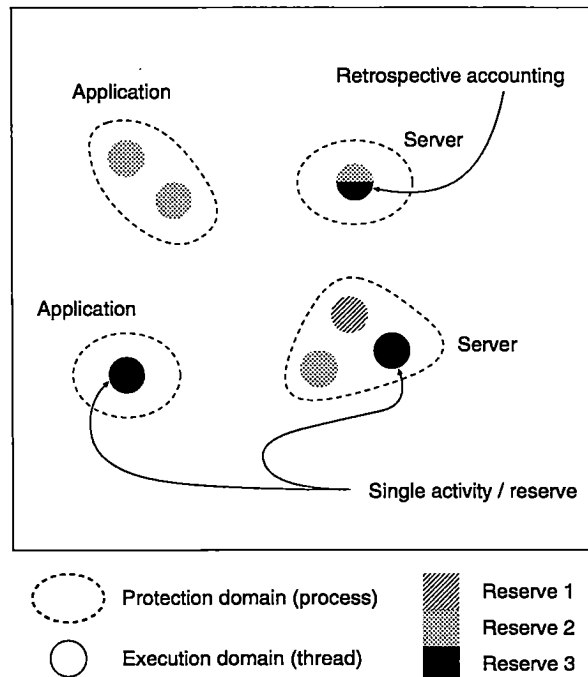 Retrospective accounting
Application
Server
Application
Server
Single activity / reserve
Protection domain (process)
Execution domain (thread)
Reserve 1
Reserve 2
Reserve 3